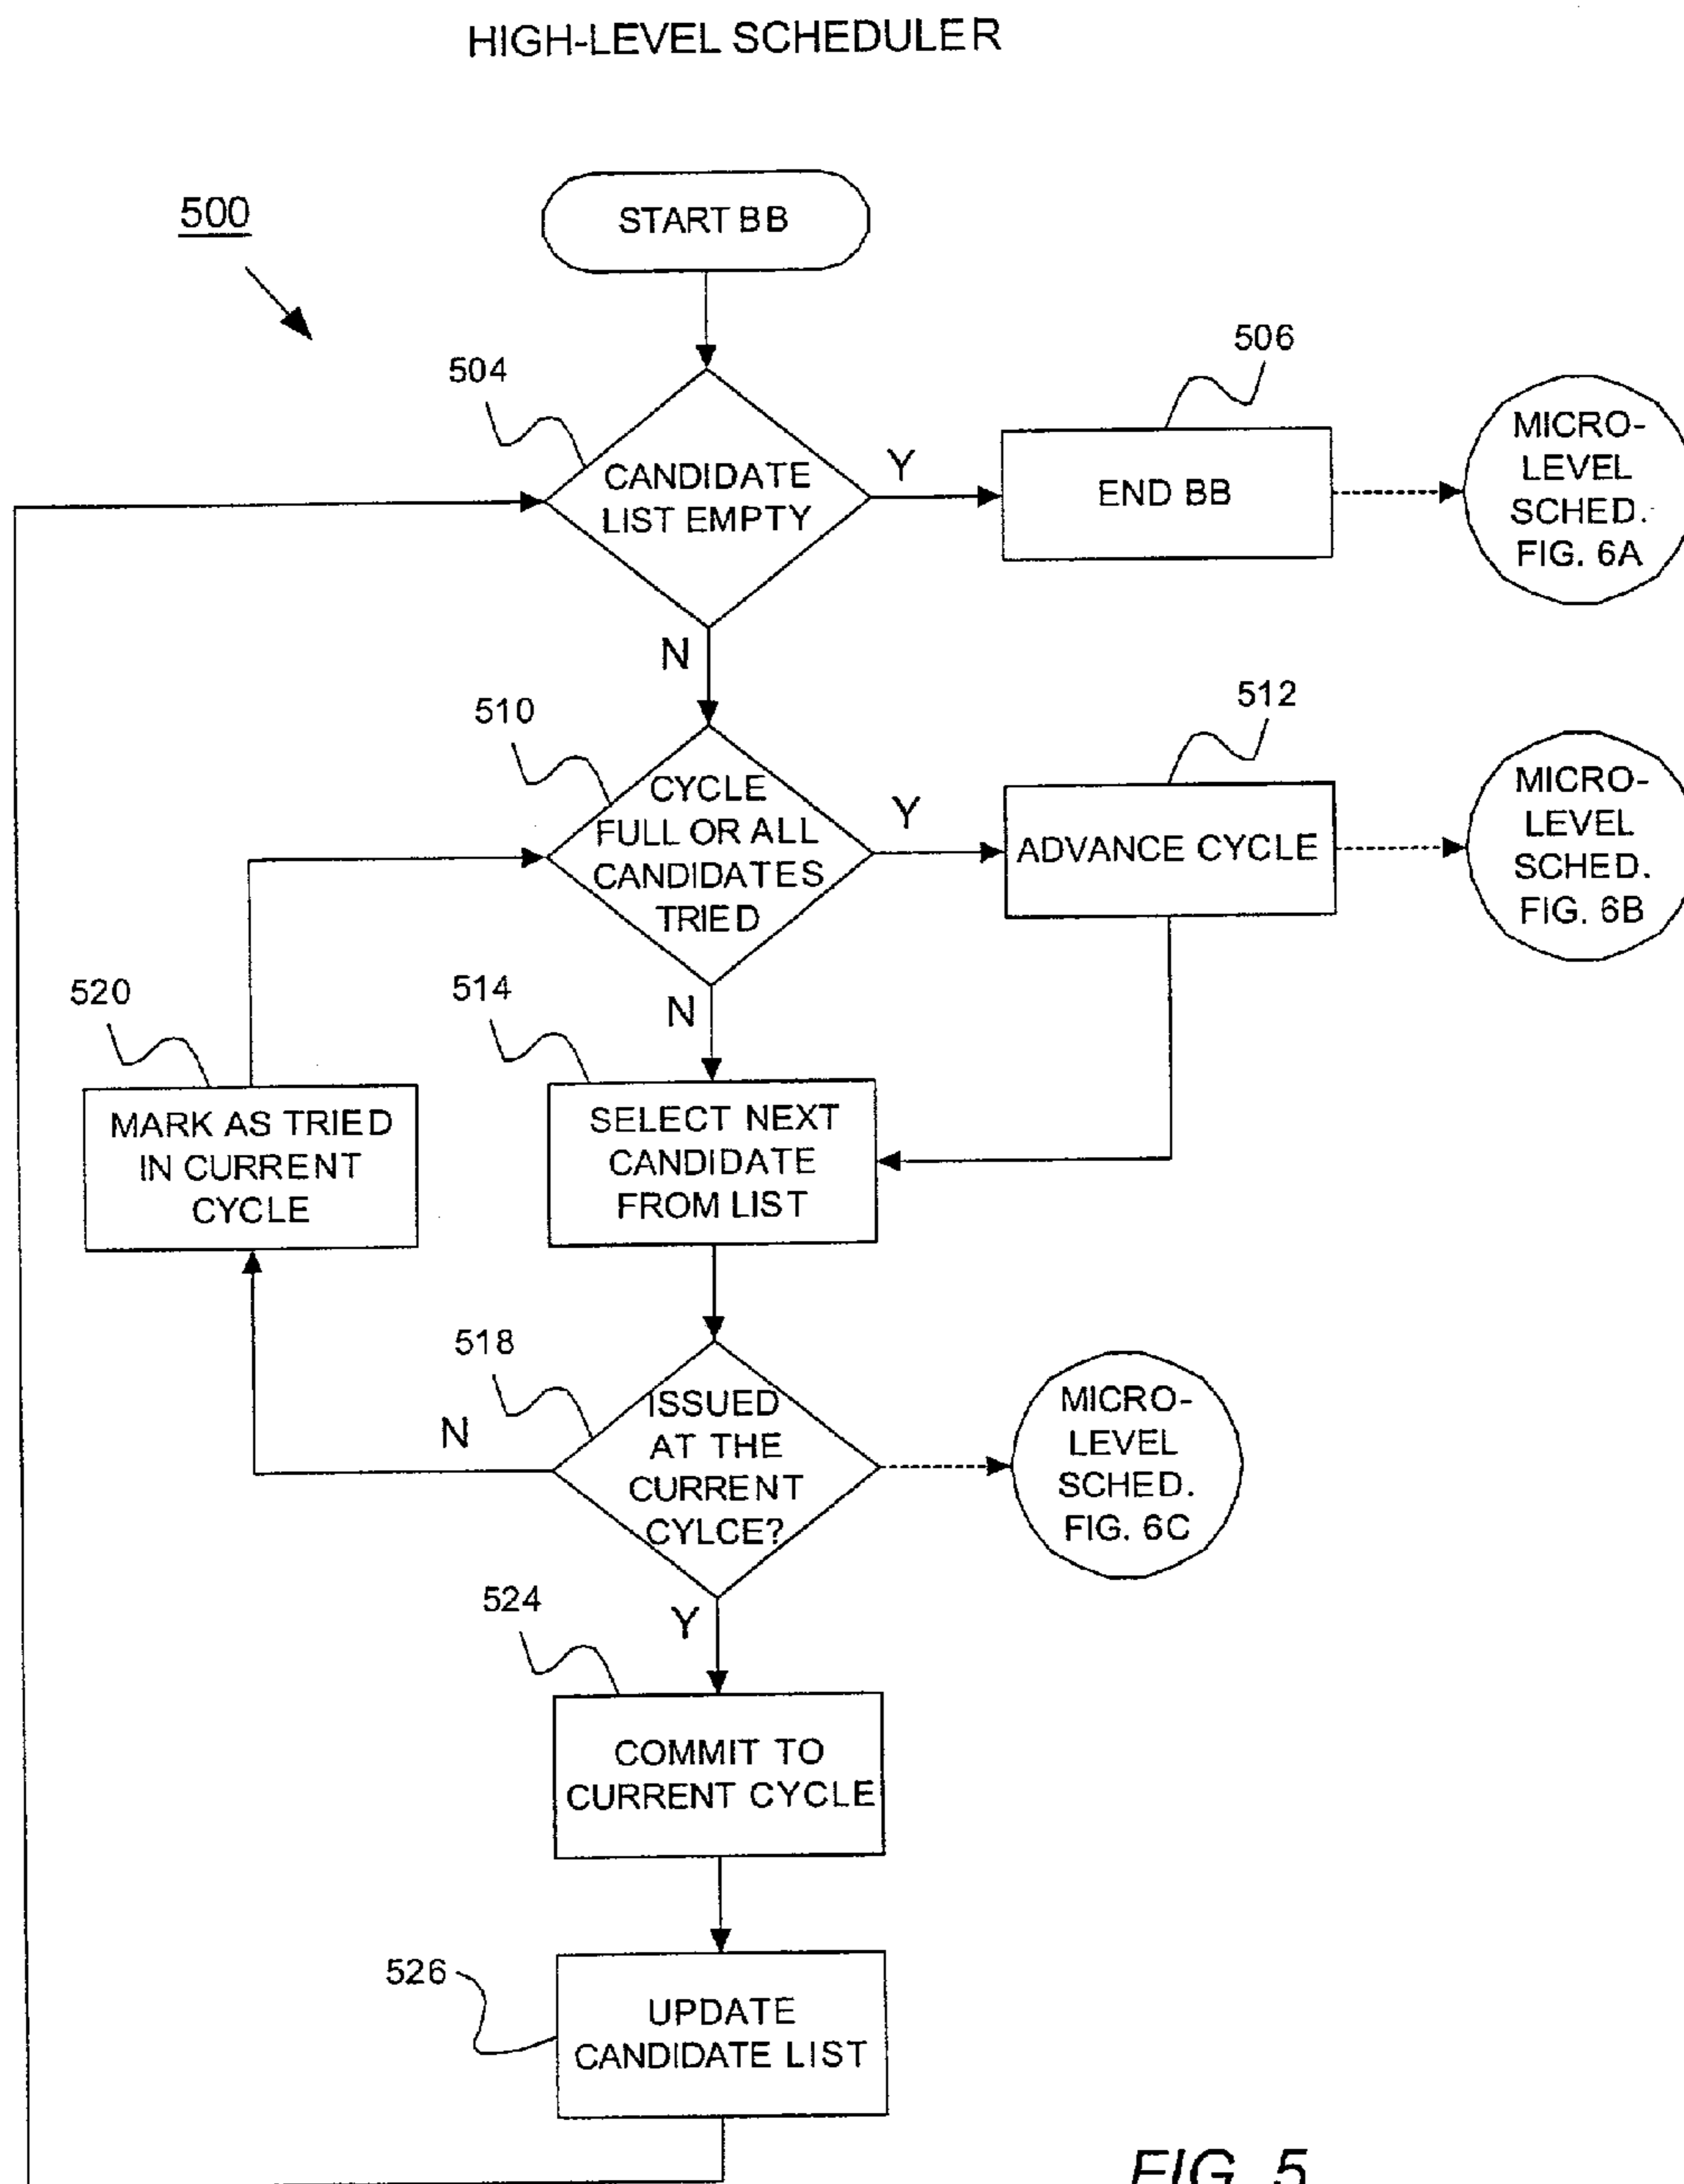 HIGH-LEVEL SCHEDULER
500
START BB
504
506
CANDIDATE
LIST EMPTY
Y
END BB
MICRO-
LEVEL
SCHED.
FIG. 6A
N
510
512
CYCLE
FULL OR ALL
CANDIDATES
TRIED
Y
ADVANCE CYCLE
MICRO-
LEVEL
SCHED.
FIG. 6B
N
520
514
MARK AS TRIED
IN CURRENT
CYCLE
SELECT NEXT
CANDIDATE
FROM LIST
518
N
ISSUED
AT THE
CURRENT
CYLCE?
MICRO-
LEVEL
SCHED.
FIG. 6C
Y
524
COMMIT TO
CURRENT CYCLE
526
UPDATE
CANDIDATE LIST
FIG. 5